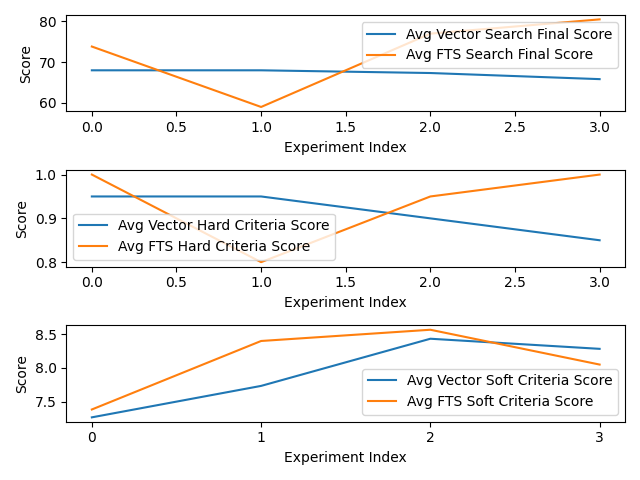 80
70
60
Score
Avg Vector Search Final Score
Avg FTS Search Final Score
0.0 0.5 1.0 1.5 2.0 2.5 3.0
Experiment Index
1.0
0.9
0.8
Score
Avg Vector Hard Criteria Score
Avg FTS Hard Criteria Score
0.0 0.5 1.0 1.5 2.0 2.5 3.0
Experiment Index
8.5
8.0
7.5
Score
Avg Vector Soft Criteria Score
Avg FTS Soft Criteria Score
0 1 2 3
Experiment Index